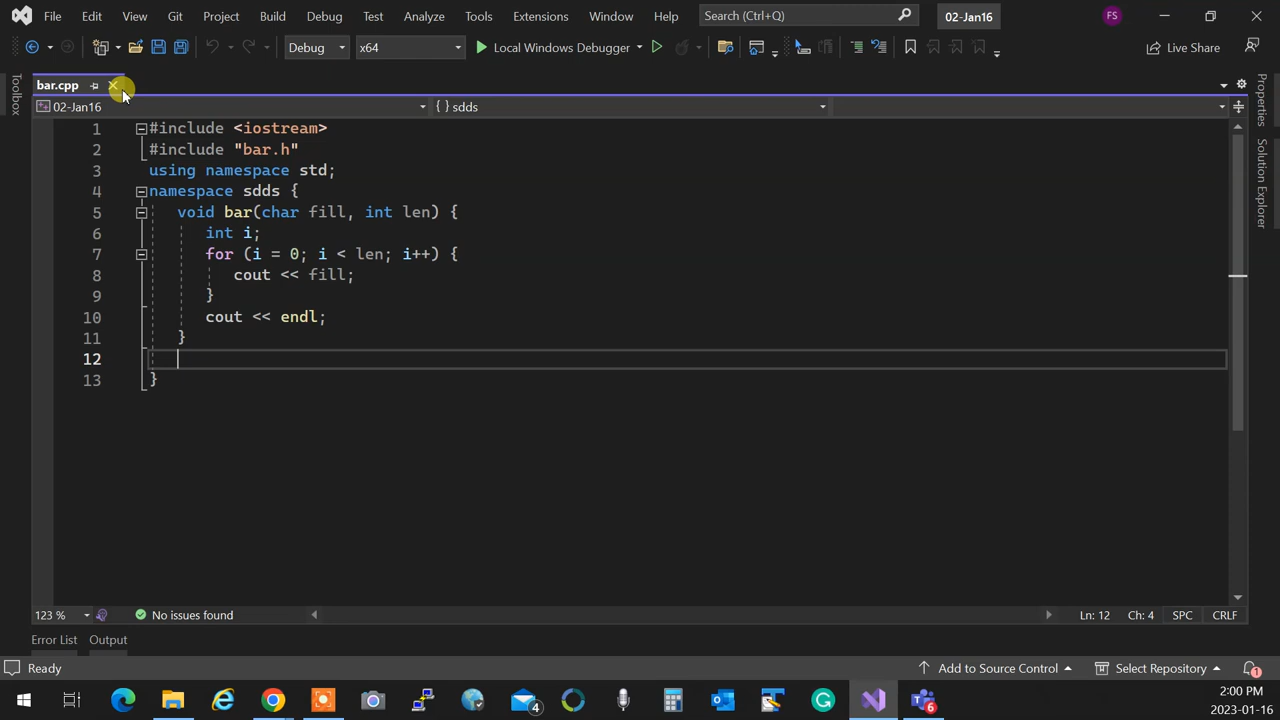 File Edit View Git Project Build Debug Test Analyze Tools Extensions Window Help Search (Ctrl+Q) 02-Jan16 FS
Debug x64 Local Windows Debugger Live Share
Toolbox
bar.cpp
02-Jan16 { } sdds
1 #include <iostream>
2 #include "bar.h"
3 using namespace std;
4 namespace sdds {
5 void bar(char fill, int len) {
6 int i;
7 for (i = 0; i < len; i++) {
8 cout << fill;
9 }
10 cout << endl;
11 }
12
13 }
Properties
Solution Explorer
123 % No issues found Ln: 12 Ch: 4 SPC CRLF
Error List Output
Ready Add to Source Control Select Repository 1
4 6 2:00 PM
2023-01-16